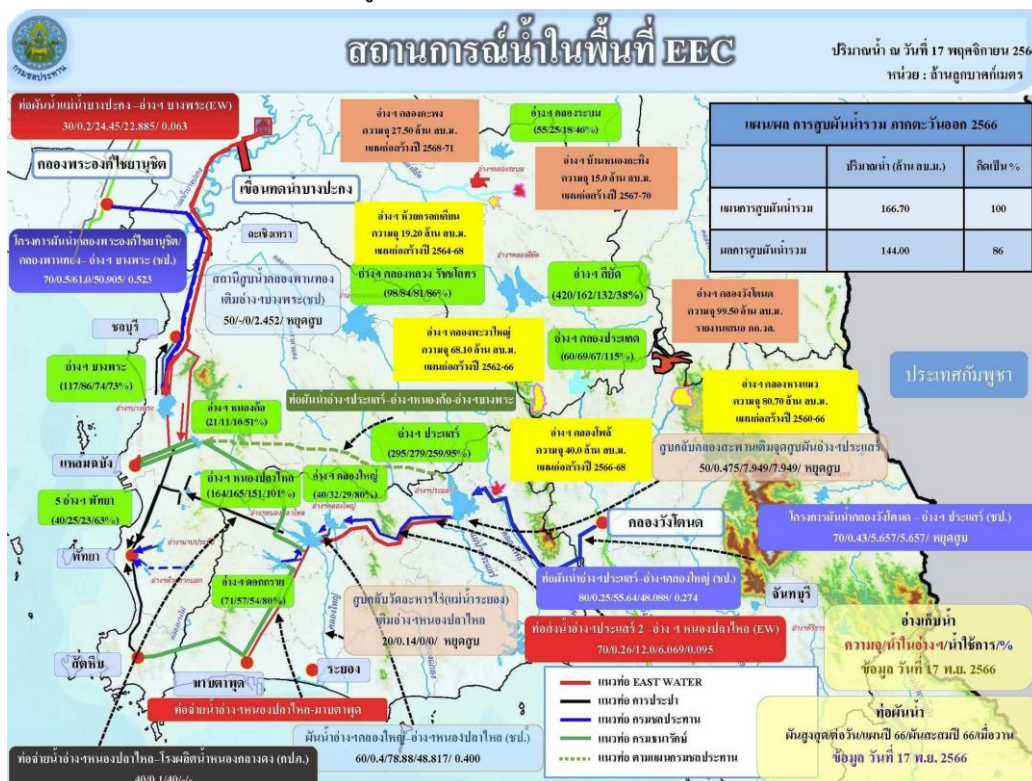 กรมชลประทาน
สถานการณ์น้ำในพื้นที่ EEC
ปริมาณน้ำ ณ วันที่ 17 พฤศจิกายน 256
หน่วย : ล้านลูกบาศก์เมตร
ท่อผันน้ำแม่น้ำบางปะกง -อ่างฯ บางพระ(EW)
30/0.2/24.45/22.885/ 0.063
คลองพระองค์ไชยานุชิต
เขื่อนทดน้ำบางปะกง
อ่างฯ คลองกะพง
ความจุ 27.50 ล้าน ลบ.ม.
แผนก่อสร้างปี 2568-71
อ่างฯ คลองระบม
(55/25/18/46%)
อ่างฯ บ้านหนองกะทิง
ความจุ 15.0 ล้าน ลบ.ม.
แผนก่อสร้างปี 2567-70
แผน/ผล การสูบผันน้ำรวม ภาคตะวันออก 2566
ปริมาณน้ำ (ล้าน ลบ.ม.) คิดเป็น %
แผนการสูบผันน้ำรวม 166.70 100
ผลการสูบผันน้ำรวม 144.00 86
โครงการผันน้ำคลองพระองค์ไชยานุชิต/
คลองพานทอง- อ่างฯ บางพระ (ชป.)
70/0.5/61.0/50.905/ 0.523
ฉะเชิงเทรา
สถานีสูบน้ำคลองพานทอง
เติมอ่างฯบางพระ(ชป)
50/-/0/2.452/ หยุดสูบ
อ่างฯ ห้วยกรอกเคียน
ความจุ 19.20 ล้าน ลบ.ม.
แผนก่อสร้างปี 2564-68
อ่างฯ คลองหลวง รัชชโลทร
(98/84/81/86%)
อ่างฯ สียัด
(420/162/132/38%)
อ่างฯ คลองวังโตนด
ความจุ 99.50 ล้าน ลบ.ม.
รายงานเสนอ กก.วล.
ชลบุรี
อ่างฯ บางพระ
(117/86/74/73%)
อ่างฯ คลองพะวาใหญ่
ความจุ 68.10 ล้าน ลบ.ม.
แผนก่อสร้างปี 2562-66
อ่างฯ คลองประแกด
(60/69/67/115%)
อ่างฯ คลองหางแมว
ความจุ 80.70 ล้าน ลบ.ม.
แผนก่อสร้างปี 2560-66
ประเทศกัมพูชา
อ่างฯ หนองค้อ
(21/11/10/51%)
ท่อผันน้ำอ่างฯประแสร์-อ่างฯหนองค้อ-อ่างฯบางพระ
อ่างฯ ประแสร์
(295/279/259/95%)
อ่างฯ คลองโพล้
ความจุ 40.0 ล้าน ลบ.ม.
แผนก่อสร้างปี 2566-68
สูบกลับคลองสะพานเติมจุดสูบผันอ่างฯประแสร์
50/0.475/7.949/7.949/ หยุดสูบ
แหลมฉบัง
อ่างฯ หนองปลาไหล
(164/165/151/101%)
อ่างฯ คลองใหญ่
(40/32/29/80%)
5 อ่างฯ พัทยา
(40/25/23/63%)
พัทยา
คลองวังโตนด
โครงการผันน้ำคลองวังโตนด – อ่างฯ ประแสร์ (ชป.)
70/0.43/5.657/5.657/ หยุดสูบ
อ่างฯ ดอกกราย
(71/57/54/80%)
สูบกลับวัดละหารไร่(แม่น้ำระยอง)
เติมอ่างฯหนองปลาไหล
20/0.14/0/0/ หยุดสูบ
ท่อผันน้ำอ่างฯประแสร์-อ่างฯคลองใหญ่ (ชป.)
80/0.25/55.64/48.088/ 0.274
จันทบุรี
ท่อส่งน้ำอ่างฯประแสร์ 2 - อ่าง ฯ หนองปลาไหล (EW)
70/0.26/12.0/6.069/0.095
อ่างเก็บน้ำ
ความจุ/น้ำในอ่างฯ/น้ำใช้การ/%
ข้อมูล วันที่ 17 พ.ย. 2566
สัตหีบ
มาบตาพุด
ระยอง
ท่อจ่ายน้ำอ่างฯหนองปลาไหล-มาบตาพุด
แนวท่อ EAST WATER
แนวท่อ การประปา
แนวท่อ กรมชลประทาน
แนวท่อ กรมธนารักษ์
แนวท่อ ตามแผนกรมชลประทาน
ท่อผันน้ำ
ผันสูงสุดต่อวัน/แผนปี 66/ผันสะสมปี 66/เมื่อวาน
ข้อมูล วันที่ 17 พ.ย. 2566
ผันน้ำอ่างฯคลองใหญ่-อ่างฯหนองปลาไหล (ชป.)
60/0.4/78.88/48.817/ 0.400
ท่อจ่ายน้ำอ่างฯหนองปลาไหล-โรงผลิตน้ำหนองกลางดง (กปภ.)
40/0.1/40/-/-